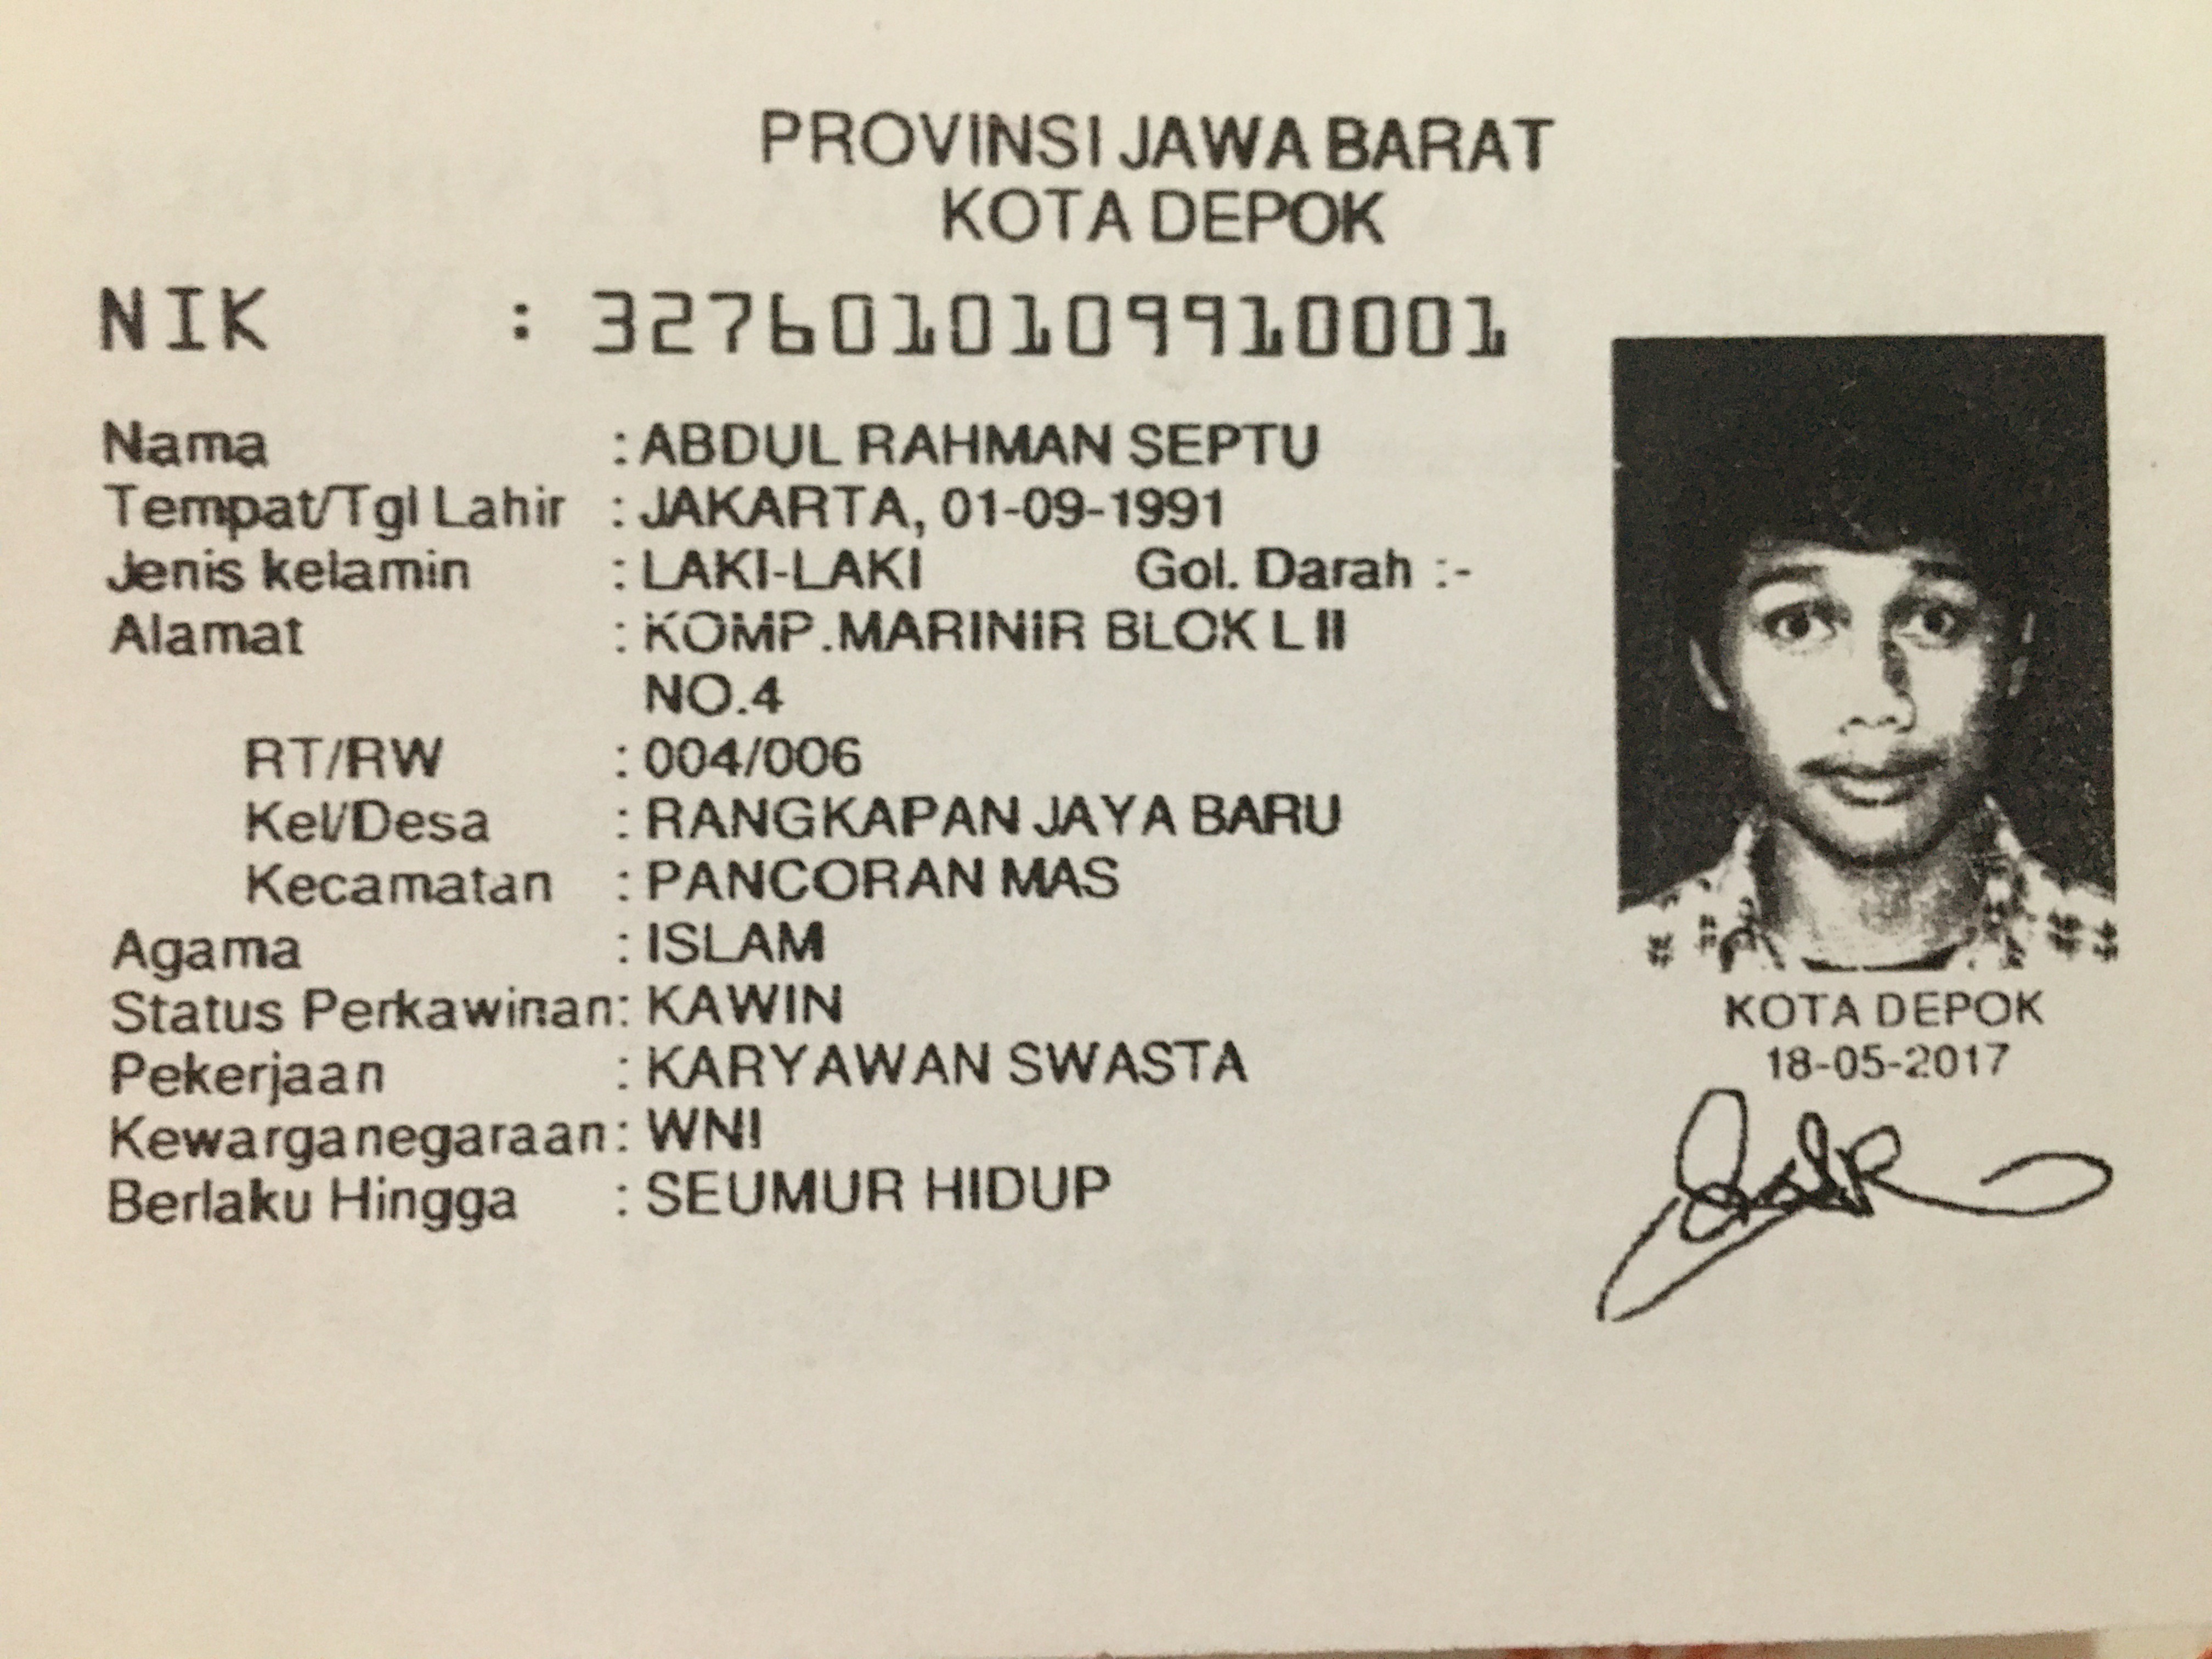 PROVINSI JAWA BARAT
KOTA DEPOK
NIK : 3276010109910001
Nama : ABDUL RAHMAN SEPTU
Tempat/Tgl Lahir : JAKARTA, 01-09-1991
Jenis kelamin : LAKI-LAKI Gol. Darah :-
Alamat : KOMP.MARINIR BLOK L II
NO.4
RT/RW : 004/006
Kel/Desa : RANGKAPAN JAYA BARU
Kecamatan : PANCORAN MAS
Agama : ISLAM
Status Perkawinan: KAWIN
Pekerjaan : KARYAWAN SWASTA
Kewarganegaraan: WNI
Berlaku Hingga : SEUMUR HIDUP
KOTA DEPOK
18-05-2017